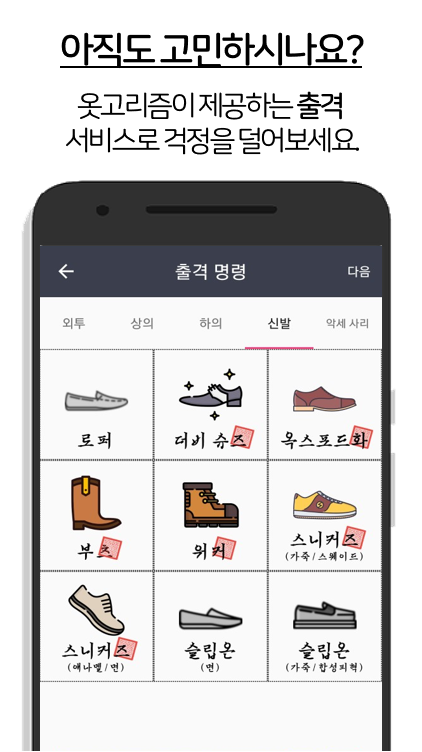 아직도 고민하시나요?
옷고리즘이 제공하는 출격
서비스로 걱정을 덜어보세요.
출격 명령
다음
외투 상의 하의 신발 악세 사리
로퍼 더비 슈즈 옥스포드화
부츠 워커 스니커즈
(가죽/스웨이드)
스니커즈 슬립온 슬립온
(에나멜/면) (면) (가죽/합성피혁)